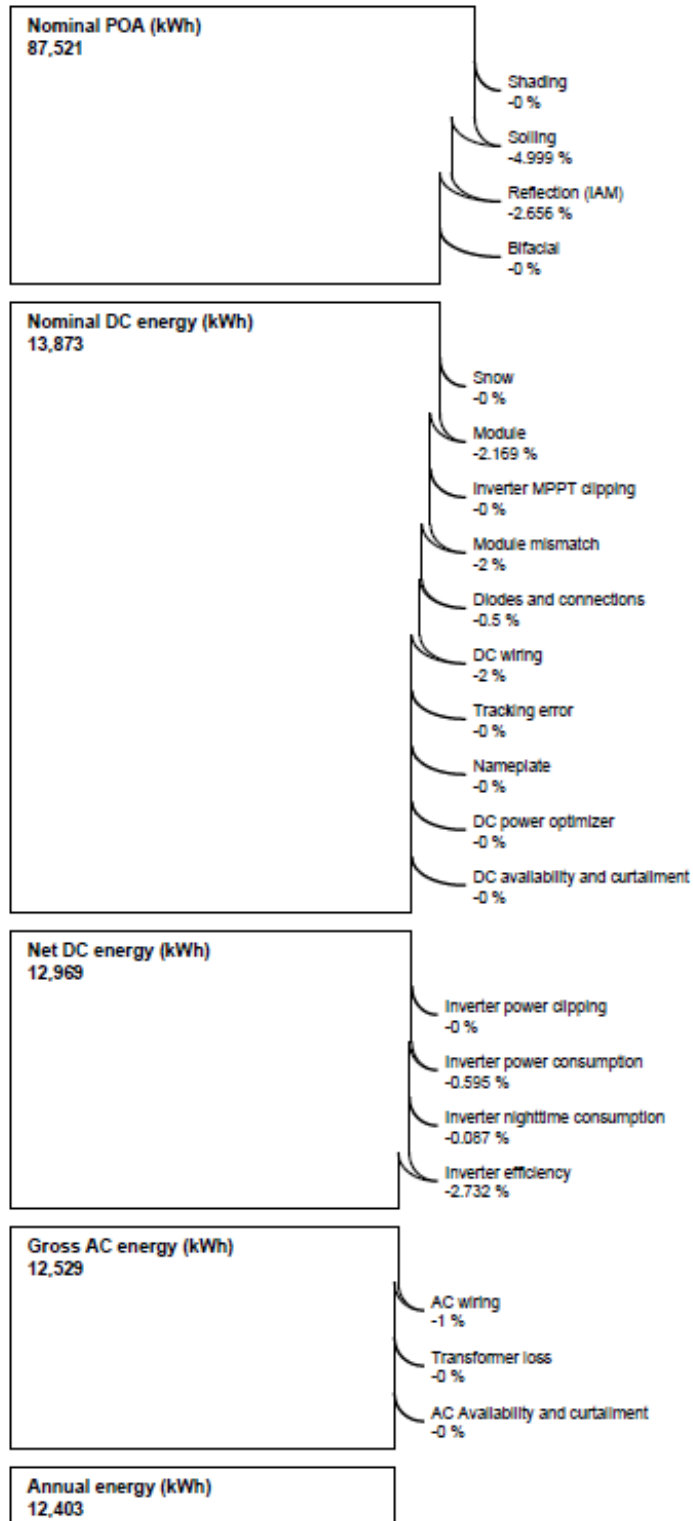 Nominal POA (kWh)
87,521
Shading
-0 %
Soiling
-4.999 %
Reflection (IAM)
-2.656 %
Bifacial
-0 %
Nominal DC energy (kWh)
13,873
Snow
-0 %
Module
-2.169 %
Inverter MPPT clipping
-0 %
Module mismatch
-2 %
Diodes and connections
-0.5 %
DC wiring
-2 %
Tracking error
-0 %
Nameplate
-0 %
DC power optimizer
-0 %
DC availability and curtailment
-0 %
Net DC energy (kWh)
12,969
Inverter power clipping
-0 %
Inverter power consumption
-0.595 %
Inverter nighttime consumption
-0.087 %
Inverter efficiency
-2.732 %
Gross AC energy (kWh)
12,529
AC wiring
-1 %
Transformer loss
-0 %
AC Availability and curtailment
-0 %
Annual energy (kWh)
12,403